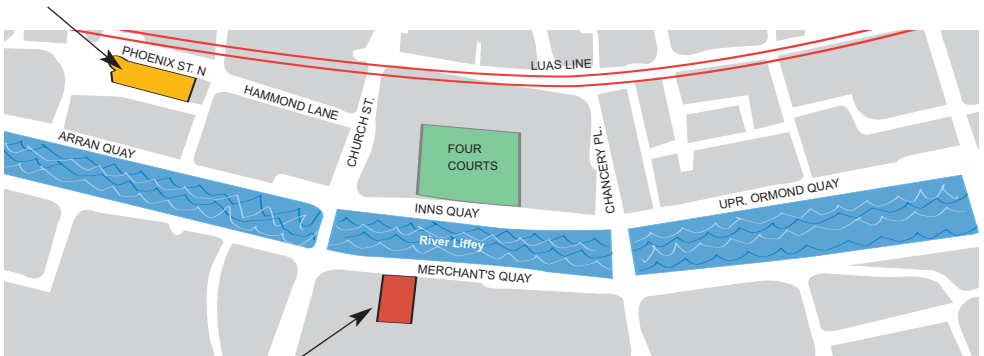 PHOENIX ST. N
LUAS LINE
HAMMOND LANE
CHURCH ST.
FOUR
COURTS
CHANCERY PL.
ARRAN QUAY
UPR. ORMOND QUAY
INNS QUAY
River Liffey
MERCHANT'S QUAY